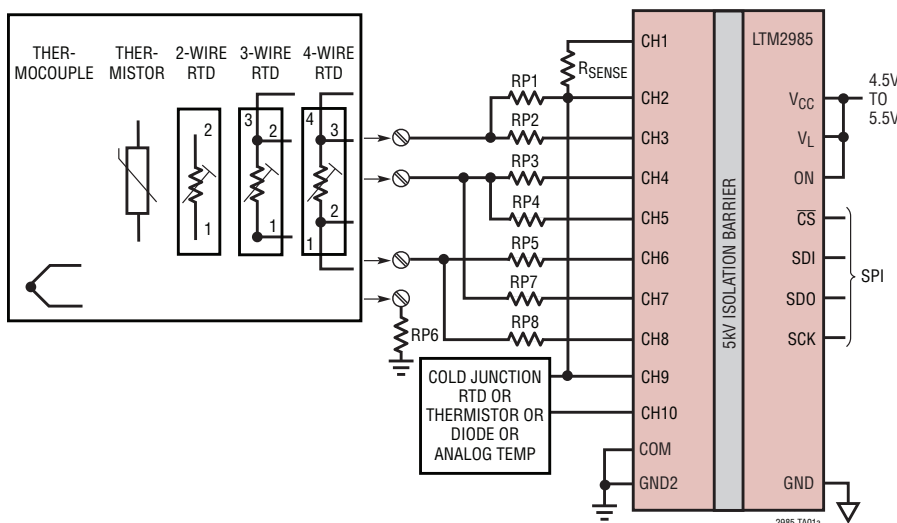 THER-
MOCOUPLE
THER-
MISTOR
2-WIRE
RTD
3-WIRE
RTD
4-WIRE
RTD
2
1
3
2
1
4
3
2
1
RP1
RP2
RP3
RP4
RP5
RP7
RP8
RP6
RSENSE
COLD JUNCTION
RTD OR
THERMISTOR OR
DIODE OR
ANALOG TEMP
CH1
CH2
CH3
CH4
CH5
CH6
CH7
CH8
CH9
CH10
COM
GND2
5kV ISOLATION BARRIER
LTM2985
VCC
VL
ON
CS
SDI
SDO
SCK
GND
4.5V
TO
5.5V
SPI
2985 TA01a